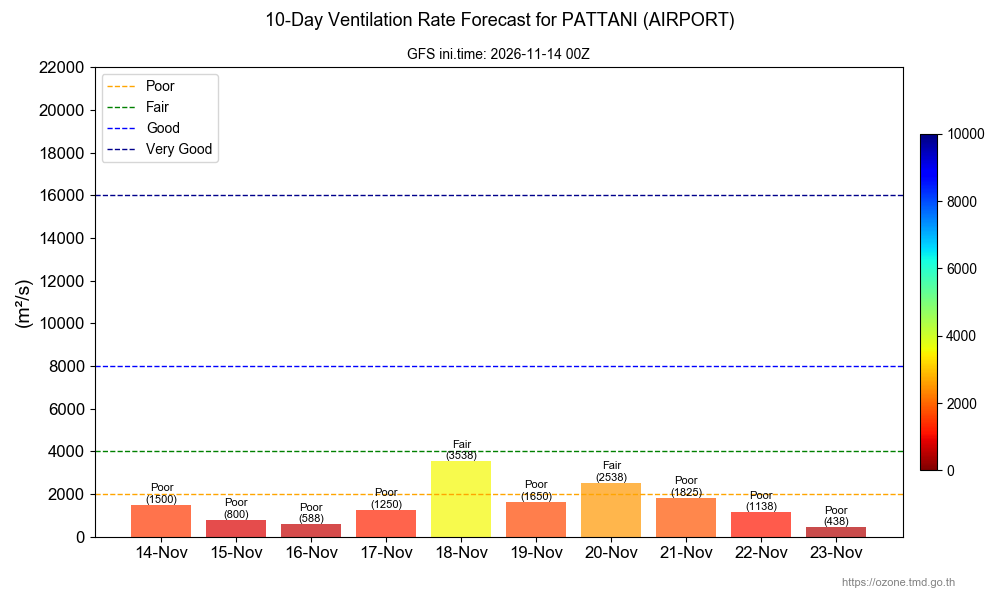 10-Day Ventilation Rate Forecast for PATTANI (AIRPORT)
GFS ini.time: 2026-11-14 00Z
22000
20000
18000
16000
14000
12000
10000
8000
6000
4000
2000
0
(m²/s)
Poor
Fair
Good
Very Good
Poor
(1500)
Poor
(800)
Poor
(588)
Poor
(1250)
Fair
(3538)
Poor
(1650)
Fair
(2538)
Poor
(1825)
Poor
(1138)
Poor
(438)
14-Nov 15-Nov 16-Nov 17-Nov 18-Nov 19-Nov 20-Nov 21-Nov 22-Nov 23-Nov
10000
8000
6000
4000
2000
0
https://ozone.tmd.go.th